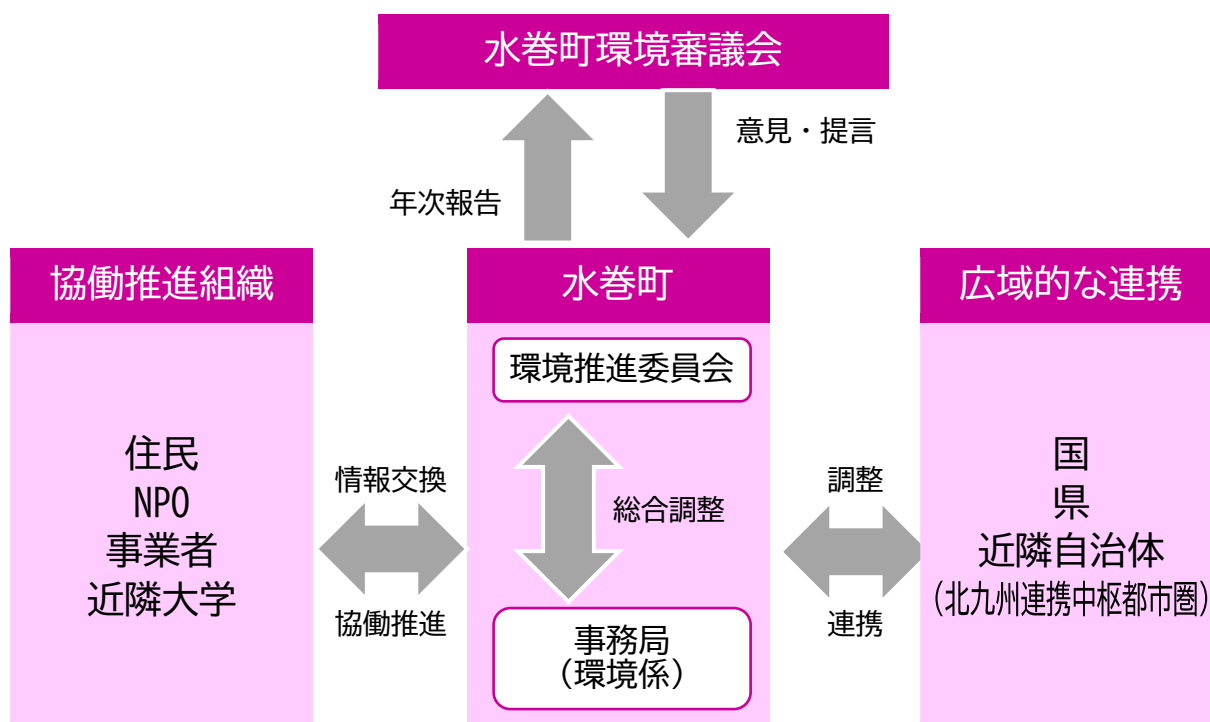 水巻町環境審議会
意見・提言
年次報告
協働推進組織
住民
NPO
事業者
近隣大学
情報交換
協働推進
水巻町
環境推進委員会
総合調整
事務局
（環境係）
調整
連携
広域的な連携
国
県
近隣自治体
（北九州連携中枢都市圏）